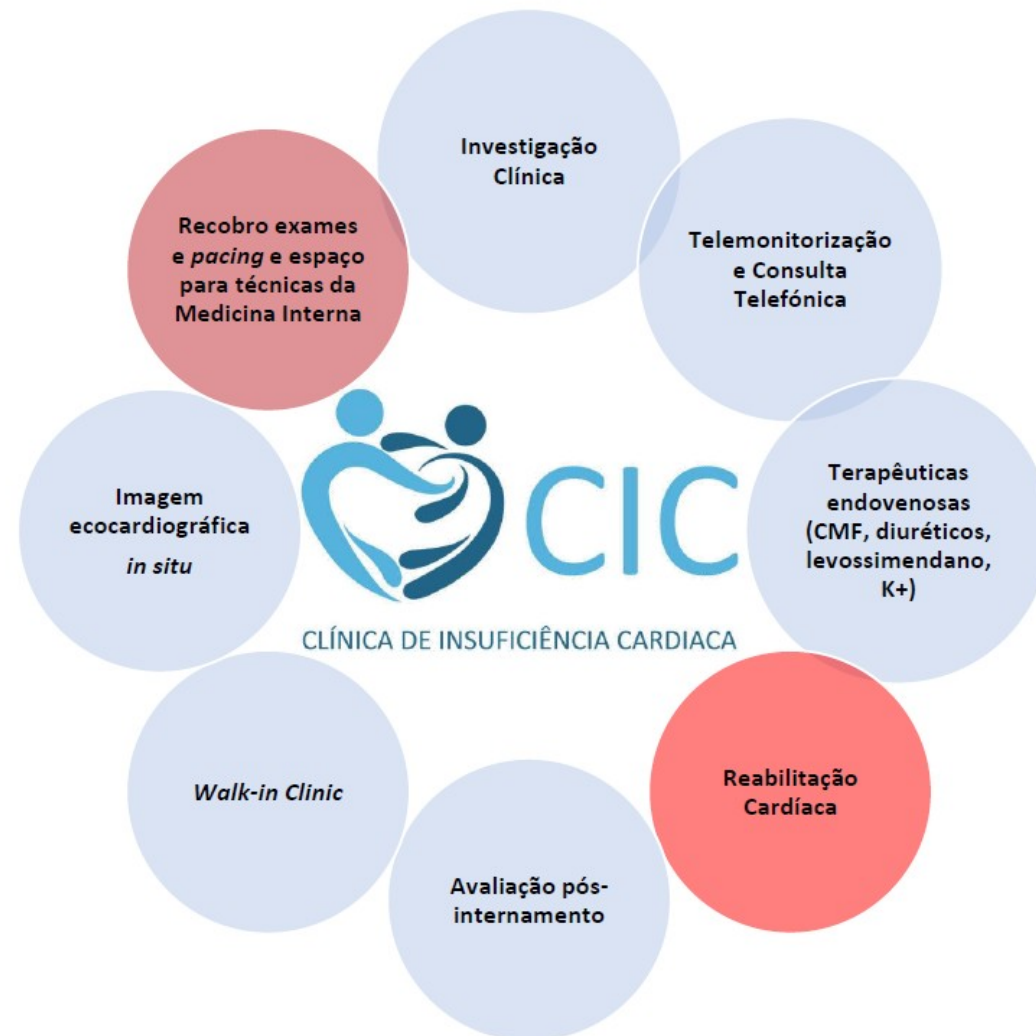 Investigação
Clínica
Telemonitorização
e Consulta
Telefónica
Terapêuticas
endovenosas
(CMF, diuréticos,
levossimendano,
K+)
Reabilitação
Cardíaca
Avaliação pós-
internamento
Walk-in Clinic
Imagem
ecocardiográfica
in situ
Recobro exames
e pacing e espaço
para técnicas da
Medicina Interna
CIC
CLÍNICA DE INSUFICIÊNCIA CARDIACA